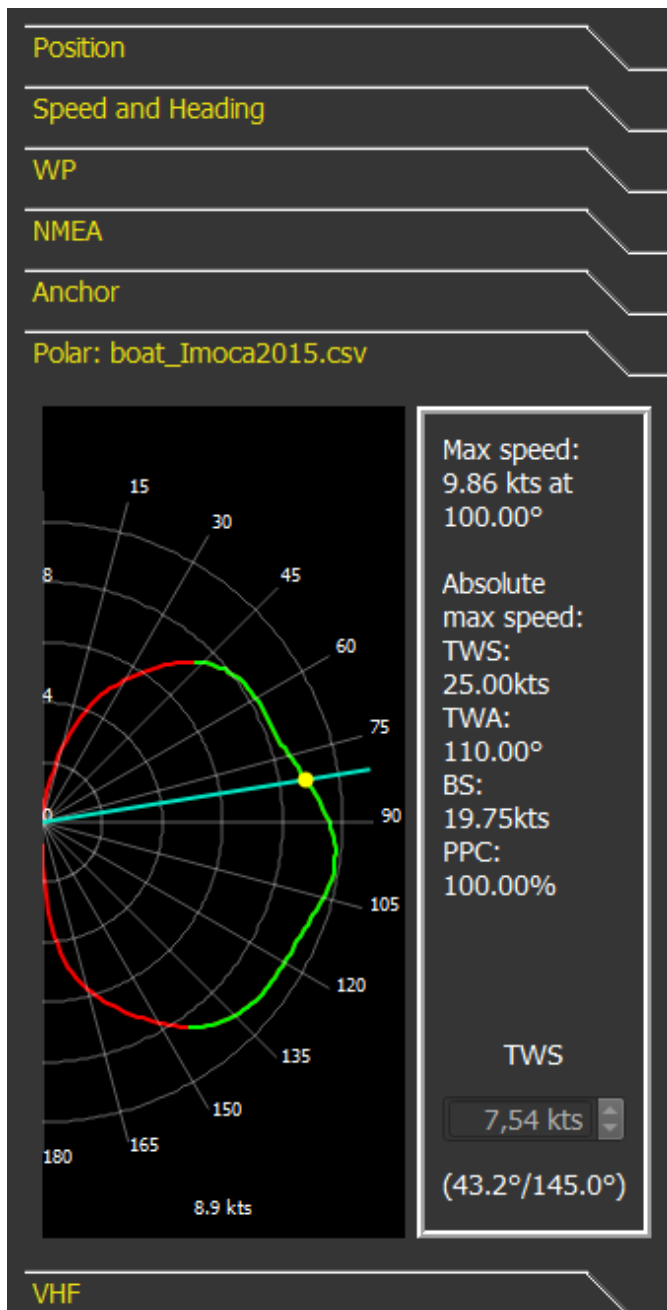 Position
Speed and Heading
WP
NMEA
Anchor
Polar: boat_Imoca2015.csv
15
30
45
60
75
90
105
120
135
150
165
180
8
4
0
8.9 kts
Max speed:
9.86 kts at
100.00°
Absolute
max speed:
TWS:
25.00kts
TWA:
110.00°
BS:
19.75kts
PPC:
100.00%
TWS
7,54 kts
(43.2°/145.0°)
VHF